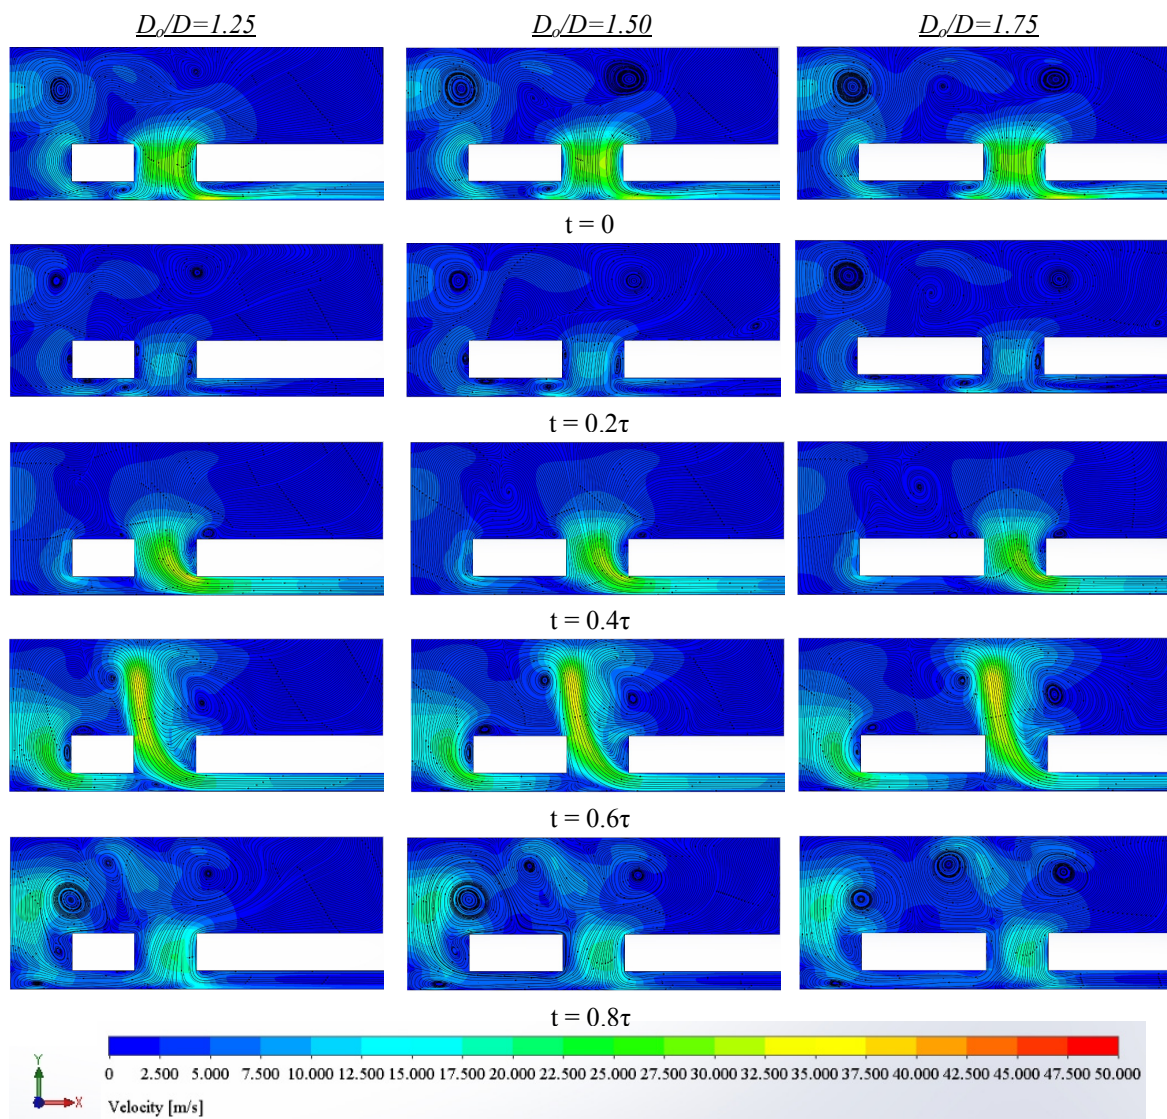 D_o/D=1.25 D_o/D=1.50 D_o/D=1.75
t = 0
t = 0.2τ
t = 0.4τ
t = 0.6τ
t = 0.8τ
Y
X
0 2.500 5.000 7.500 10.000 12.500 15.000 17.500 20.000 22.500 25.000 27.500 30.000 32.500 35.000 37.500 40.000 42.500 45.000 47.500 50.000
Velocity [m/s]